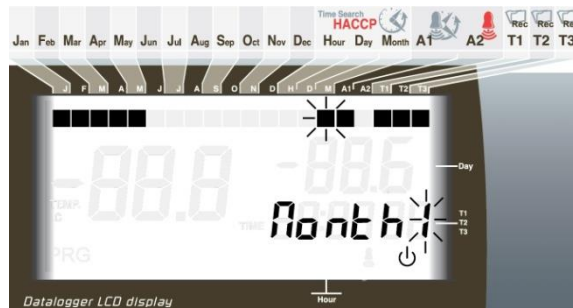 Time Search
HACCP
Rec Rec Rec
Jan Feb Mar Apr May Jun Jul Aug Sep Oct Nov Dec Hour Day Month A1 A2 T1 T2 T3
J F M A M J J A S O N D H D M A1 A2 T1 T2 T3
-88.8
-88.6
Day
TEMP.
C
TIME
Month 1
T1
T2
T3
PRG
Datalogger LCD display
Hour